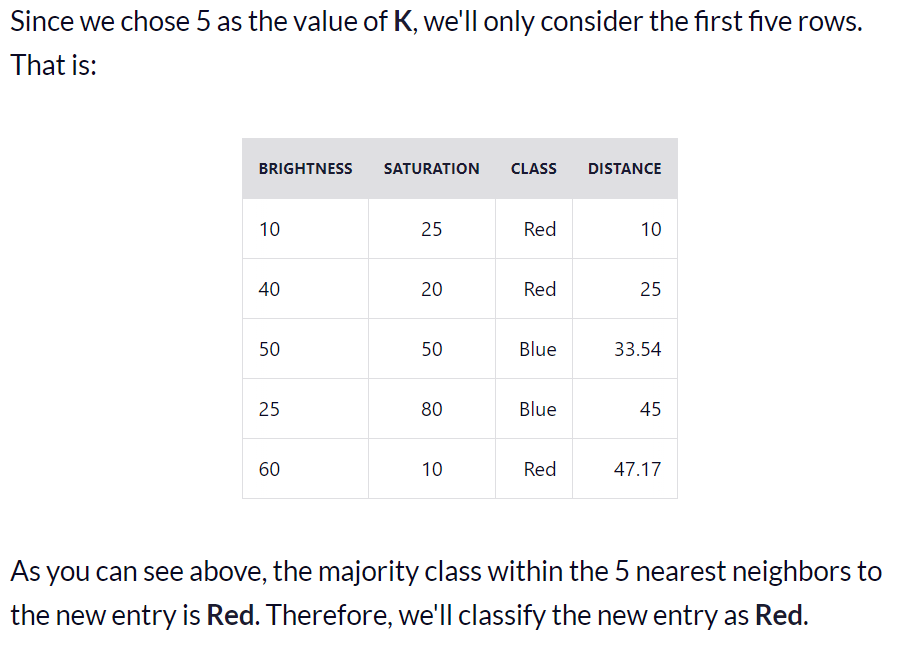 Since we chose 5 as the value of K, we'll only consider the first five rows.
That is:
BRIGHTNESS SATURATION CLASS DISTANCE
10 25 Red 10
40 20 Red 25
50 50 Blue 33.54
25 80 Blue 45
60 10 Red 47.17
As you can see above, the majority class within the 5 nearest neighbors to
the new entry is Red. Therefore, we'll classify the new entry as Red.